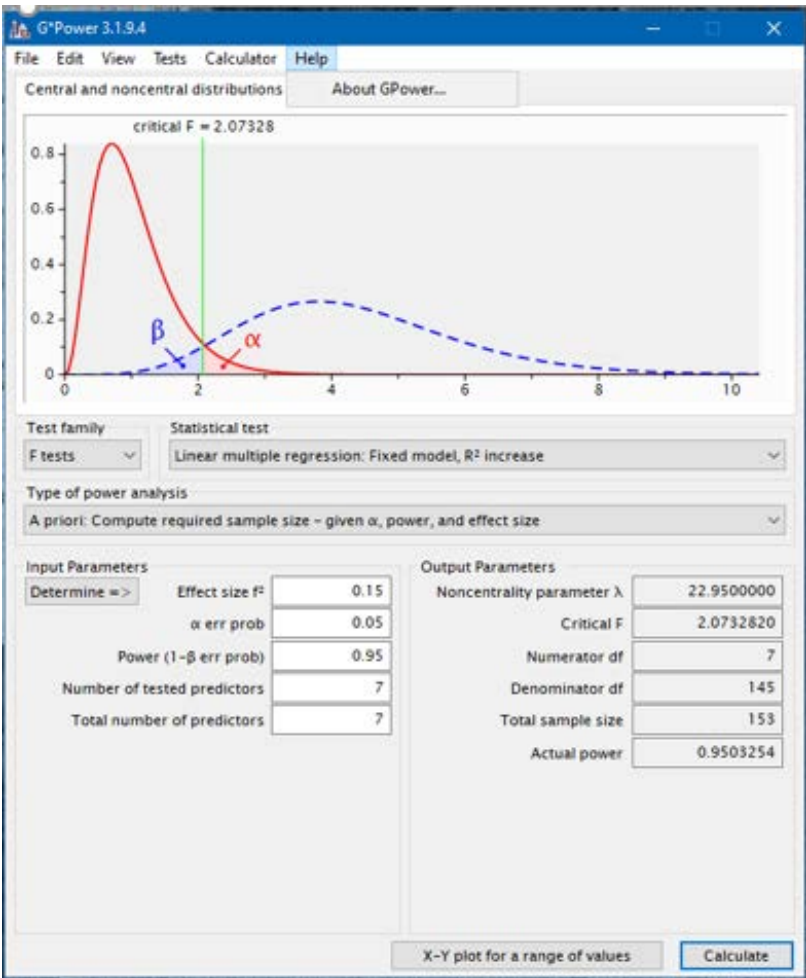 G*Power 3.1.9.4
File Edit View Tests Calculator Help
Central and noncentral distributions About GPower...
critical F = 2.07328
0.8
0.6
0.4
0.2
0
β
α
0 2 4 6 8 10
Test family Statistical test
F tests Linear multiple regression: Fixed model, R² increase
Type of power analysis
A priori: Compute required sample size - given α, power, and effect size
Input Parameters
Determine => Effect size f² 0.15
α err prob 0.05
Power (1-β err prob) 0.95
Number of tested predictors 7
Total number of predictors 7
Output Parameters
Noncentrality parameter λ 22.9500000
Critical F 2.0732820
Numerator df 7
Denominator df 145
Total sample size 153
Actual power 0.9503254
X-Y plot for a range of values Calculate